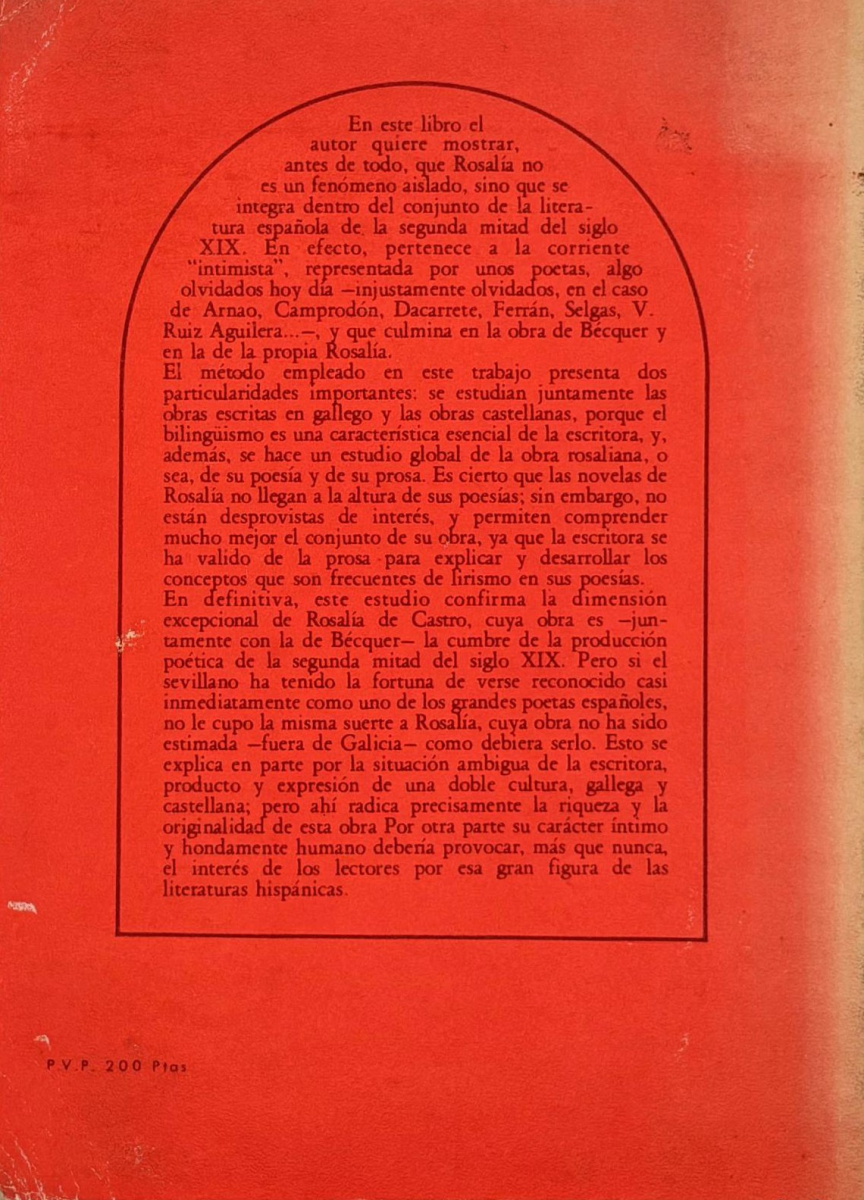 En este libro el
autor quiere mostrar,
antes de todo, que Rosalía no
es un fenómeno aislado, sino que se
integra dentro del conjunto de la litera-
tura española de la segunda mitad del siglo
XIX. En efecto, pertenece a la corriente
"intimista", representada por unos poetas, algo
olvidados hoy día —injustamente olvidados, en el caso
de Arnao, Camprodón, Dacarrete, Ferrán, Selgas, V.
Ruiz Aguilera...—, y que culmina en la obra de Bécquer y
en la de la propia Rosalía.
El método empleado en este trabajo presenta dos
particularidades importantes: se estudian juntamente las
obras escritas en gallego y las obras castellanas, porque el
bilingüismo es una característica esencial de la escritora, y,
además, se hace un estudio global de la obra rosaliana, o
sea, de su poesía y de su prosa. Es cierto que las novelas de
Rosalía no llegan a la altura de sus poesías; sin embargo, no
están desprovistas de interés, y permiten comprender
mucho mejor el conjunto de su obra, ya que la escritora se
ha valido de la prosa para explicar y desarrollar los
conceptos que son frecuentes de lirismo en sus poesías.
En definitiva, este estudio confirma la dimensión
excepcional de Rosalía de Castro, cuya obra es —jun-
tamente con la de Bécquer— la cumbre de la producción
poética de la segunda mitad del siglo XIX. Pero si el
sevillano ha tenido la fortuna de verse reconocido casi
inmediatamente como uno de los grandes poetas españoles,
no le cupo la misma suerte a Rosalía, cuya obra no ha sido
estimada —fuera de Galicia— como debiera serlo. Esto se
explica en parte por la situación ambigua de la escritora,
producto y expresión de una doble cultura, gallega y
castellana; pero ahí radica precisamente la riqueza y la
originalidad de esta obra Por otra parte su carácter íntimo
y hondamente humano debería provocar, más que nunca,
el interés de los lectores por esa gran figura de las
literaturas hispánicas.
P.V.P. 200 Ptas